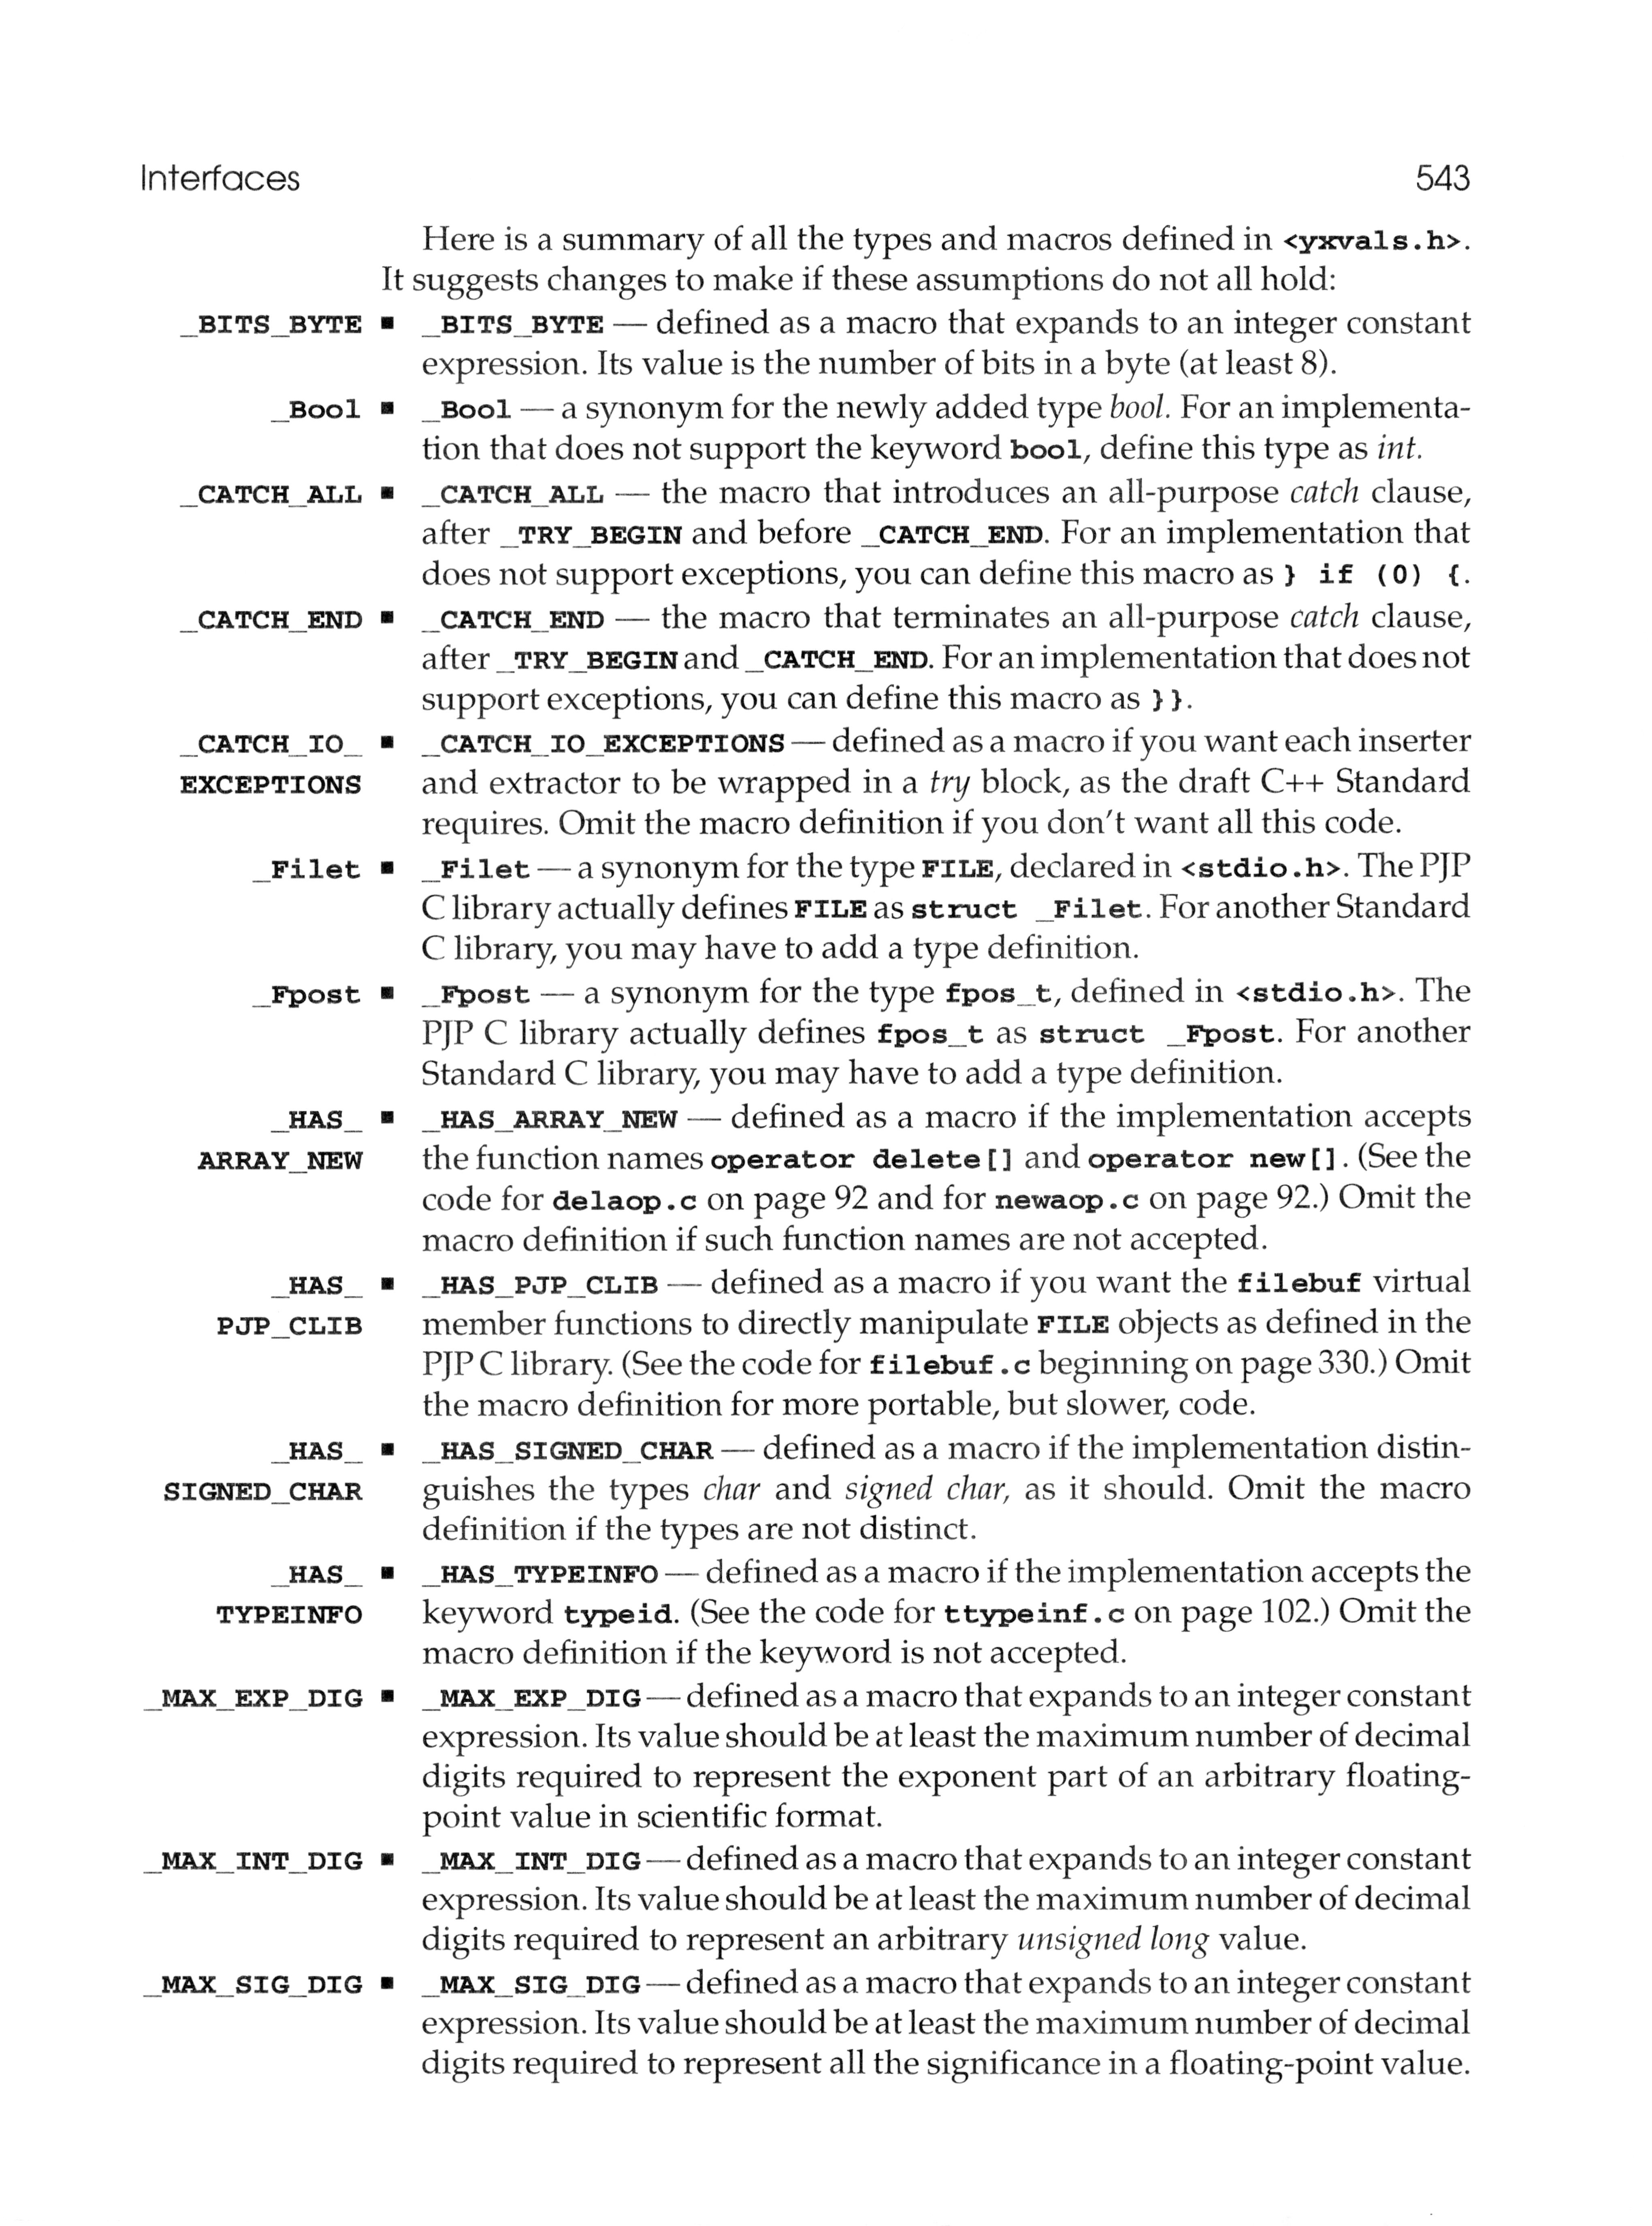 Interfaces 543
Here is a summary of all the types and macros defined in <yxvals.h>.
It suggests changes to make if these assumptions do not all hold:
_BITS_BYTE ■ _BITS_BYTE — defined as a macro that expands to an integer constant
expression. Its value is the number of bits in a byte (at least 8).
_Bool ■ _Bool — a synonym for the newly added type bool. For an implementa-
tion that does not support the keyword bool, define this type as int.
_CATCH_ALL ■ _CATCH_ALL — the macro that introduces an all-purpose catch clause,
after _TRY_BEGIN and before _CATCH_END. For an implementation that
does not support exceptions, you can define this macro as } if (0) {.
_CATCH_END ■ _CATCH_END — the macro that terminates an all-purpose catch clause,
after _TRY_BEGIN and _CATCH_END. For an implementation that does not
support exceptions, you can define this macro as }}.
_CATCH_IO_ ■ _CATCH_IO_EXCEPTIONS — defined as a macro if you want each inserter
EXCEPTIONS and extractor to be wrapped in a try block, as the draft C++ Standard
requires. Omit the macro definition if you don't want all this code.
_Filet ■ _Filet — a synonym for the type FILE, declared in <stdio.h>. The PJP
C library actually defines FILE as struct _Filet. For another Standard
C library, you may have to add a type definition.
_Fpost ■ _Fpost — a synonym for the type fpos_t, defined in <stdio.h>. The
PJP C library actually defines fpos_t as struct _Fpost. For another
Standard C library, you may have to add a type definition.
_HAS_ ■ _HAS_ARRAY_NEW — defined as a macro if the implementation accepts
ARRAY_NEW the function names operator delete[] and operator new[]. (See the
code for delaop.c on page 92 and for newaop.c on page 92.) Omit the
macro definition if such function names are not accepted.
_HAS_ ■ _HAS_PJP_CLIB — defined as a macro if you want the filebuf virtual
PJP_CLIB member functions to directly manipulate FILE objects as defined in the
PJP C library. (See the code for filebuf.c beginning on page 330.) Omit
the macro definition for more portable, but slower, code.
_HAS_ ■ _HAS_SIGNED_CHAR — defined as a macro if the implementation distin-
SIGNED_CHAR guishes the types char and signed char, as it should. Omit the macro
definition if the types are not distinct.
_HAS_ ■ _HAS_TYPEINFO — defined as a macro if the implementation accepts the
TYPEINFO keyword typeid. (See the code for ttypeinf.c on page 102.) Omit the
macro definition if the keyword is not accepted.
_MAX_EXP_DIG ■ _MAX_EXP_DIG — defined as a macro that expands to an integer constant
expression. Its value should be at least the maximum number of decimal
digits required to represent the exponent part of an arbitrary floating-
point value in scientific format.
_MAX_INT_DIG ■ _MAX_INT_DIG — defined as a macro that expands to an integer constant
expression. Its value should be at least the maximum number of decimal
digits required to represent an arbitrary unsigned long value.
_MAX_SIG_DIG ■ _MAX_SIG_DIG — defined as a macro that expands to an integer constant
expression. Its value should be at least the maximum number of decimal
digits required to represent all the significance in a floating-point value.